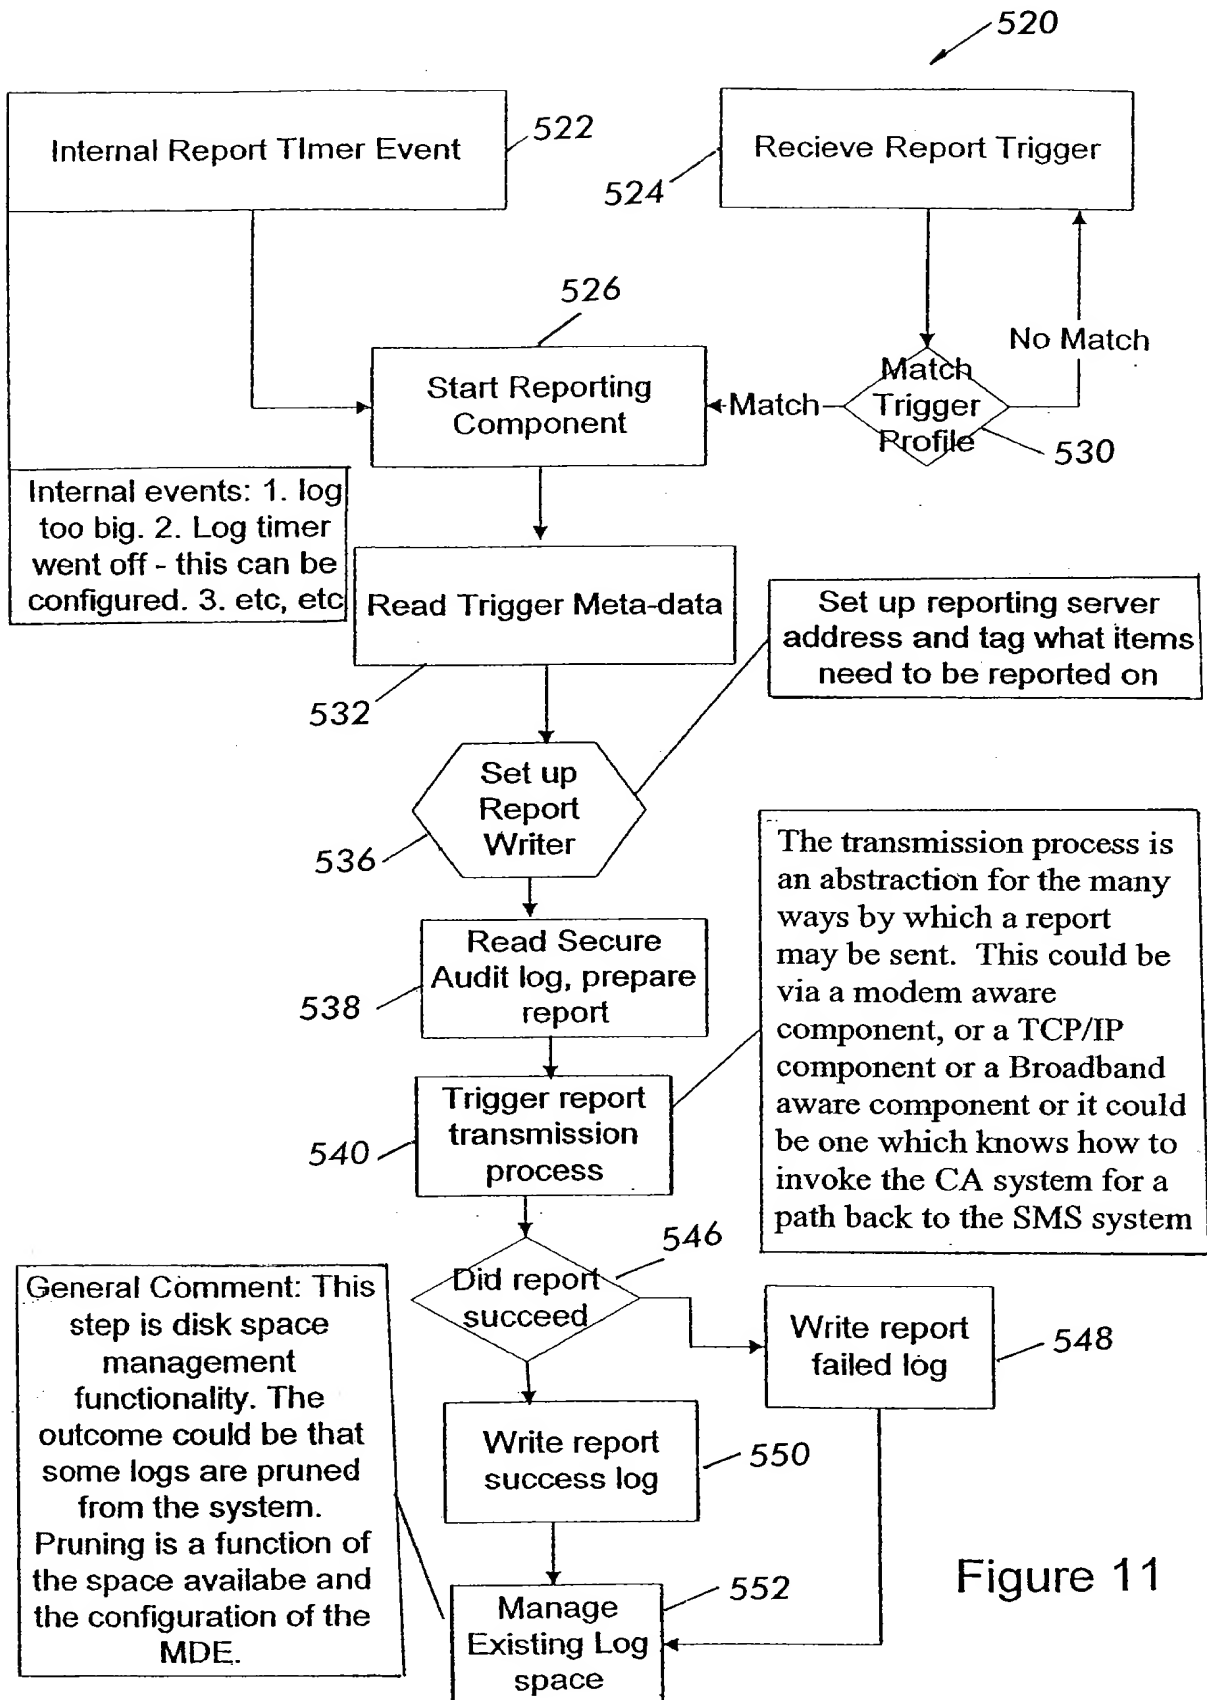 520
Internal Report TImer Event
522
Recieve Report Trigger
524
526
Start Reporting
Component
Match
Match
Trigger
Profile
No Match
530
Internal events: 1. log
too big. 2. Log timer
went off - this can be
configured. 3. etc, etc
Read Trigger Meta-data
532
Set up reporting server
address and tag what items
need to be reported on
Set up
Report
Writer
536
The transmission process is
an abstraction for the many
ways by which a report
may be sent. This could be
via a modem aware
component, or a TCP/IP
component or a Broadband
aware component or it could
be one which knows how to
invoke the CA system for a
path back to the SMS system
Read Secure
Audit log, prepare
report
538
Trigger report
transmission
process
540
546
Did report
succeed
Write report
failed log
548
General Comment: This
step is disk space
management
functionality. The
outcome could be that
some logs are pruned
from the system.
Pruning is a function of
the space availabe and
the configuration of the
MDE.
Write report
success log
550
552
Manage
Existing Log
space
Figure 11